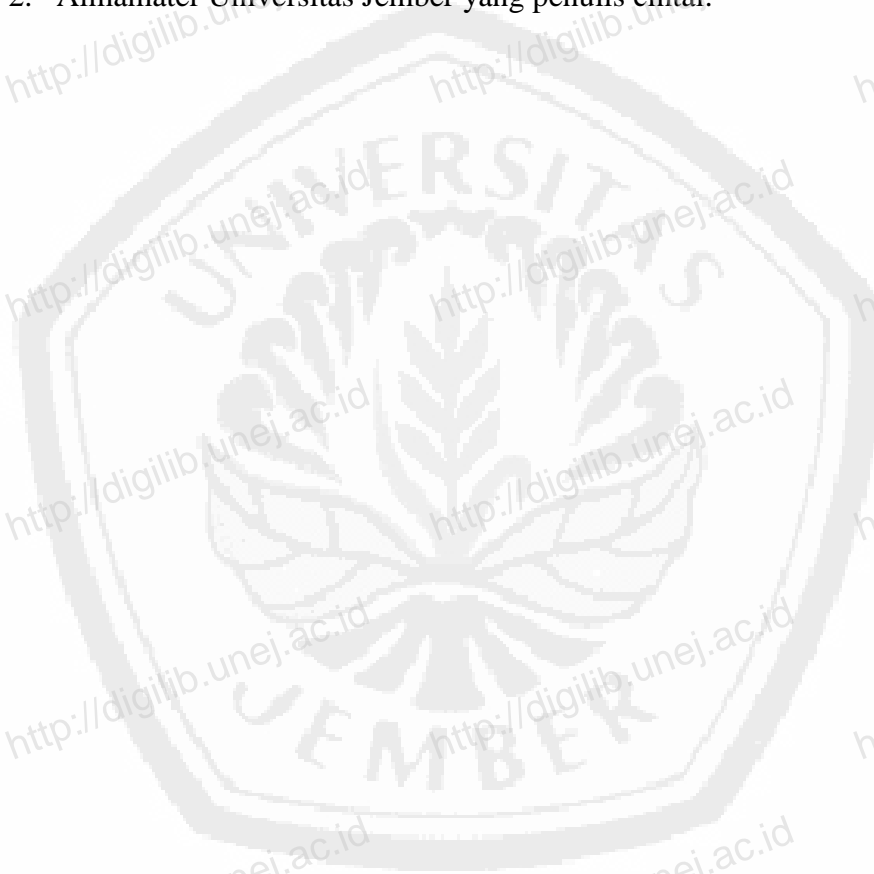 2. Almamater Universitas Jember yang penulis cintai.
http://digilib. http://digilib. h
UNIVERSITAS
http://digilib.unej.ac.id http://digilib.unej.ac.id h
http://digilib.unej.ac.id http://digilib.unej.ac.id h
http://digilib.unej.ac.id http://digilib.unej.ac.id h
JEMBER
nej.ac.id nej.ac.id